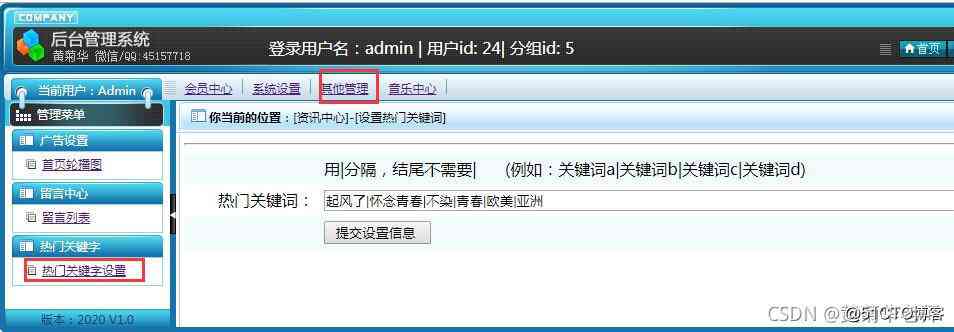 COMPANY
后台管理系统
黄菊华 微信/QQ:45157718
登录用户名：admin | 用户id: 24| 分组id: 5
首页
当前用户：Admin
会员中心 系统设置 其他管理 音乐中心
管理菜单
你当前的位置：[资讯中心]-[设置热门关键词]
广告设置
首页轮播图
用|分隔，结尾不需要| (例如：关键词a|关键词b|关键词c|关键词d)
留言中心
热门关键词：
起风了|怀念青春|不染|青春|欧美|亚洲
留言列表
提交设置信息
热门关键字
热门关键字设置
版本：2020 V1.0
CSDN
@51CTO博客